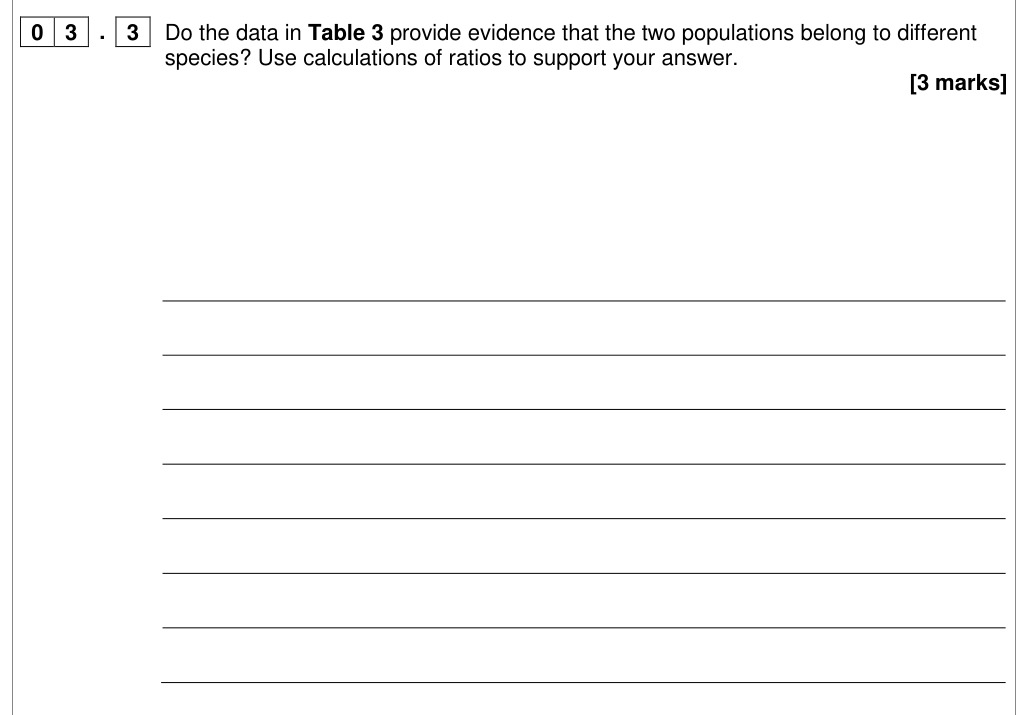 0 3 . 3 Do the data in Table 3 provide evidence that the two populations belong to different
species? Use calculations of ratios to support your answer.
[3 marks]